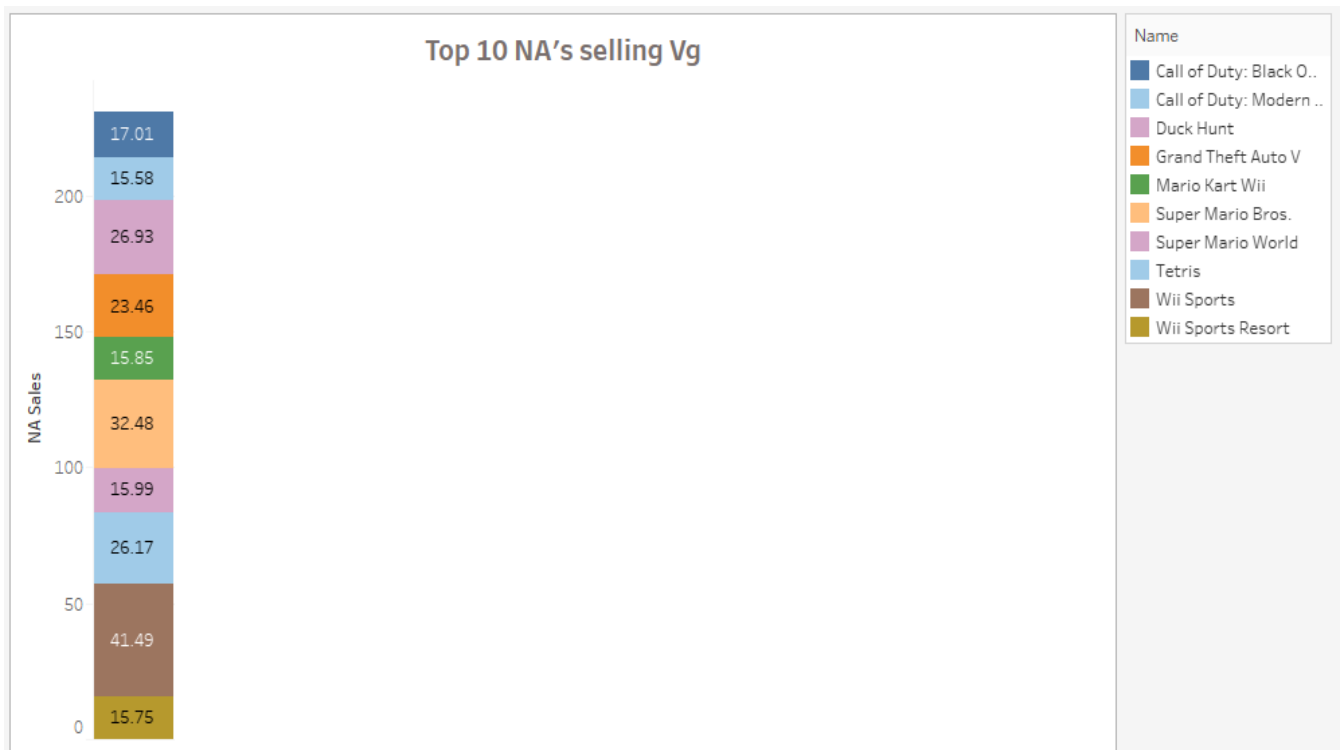 Top 10 NA’s selling Vg
NA Sales
200
150
100
50
0
17.01
15.58
26.93
23.46
15.85
32.48
15.99
26.17
41.49
15.75
Name
Call of Duty: Black O..
Call of Duty: Modern ..
Duck Hunt
Grand Theft Auto V
Mario Kart Wii
Super Mario Bros.
Super Mario World
Tetris
Wii Sports
Wii Sports Resort